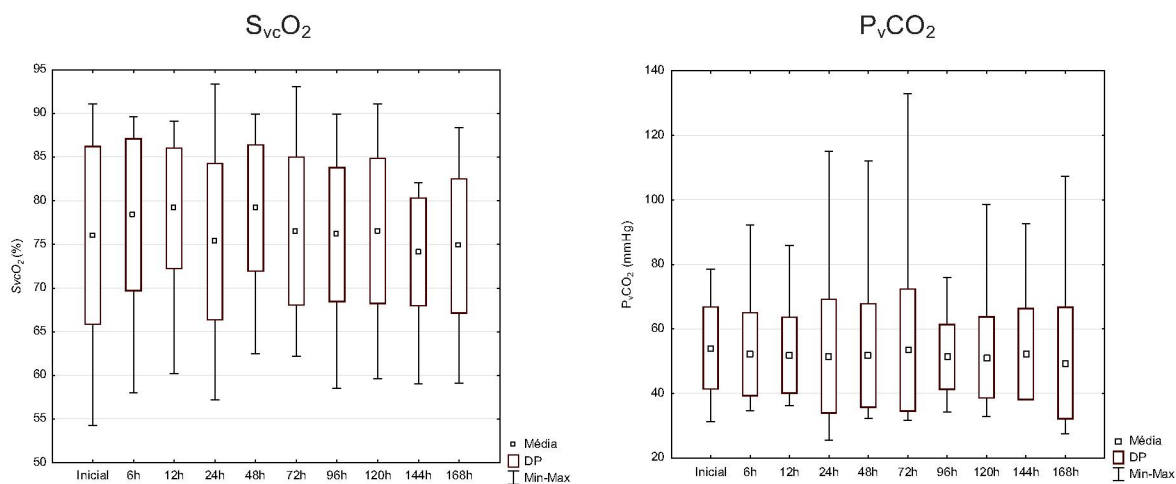 SvcO2
PvCO2
95
90
85
80
75
70
65
60
55
50
SvcO2 (%)
Inicial 6h 12h 24h 48h 72h 96h 120h 144h 168h
Média
DP
Min-Max
140
120
100
80
60
40
20
PvCO2 (mmHg)
Inicial 6h 12h 24h 48h 72h 96h 120h 144h 168h
Média
DP
Min-Max